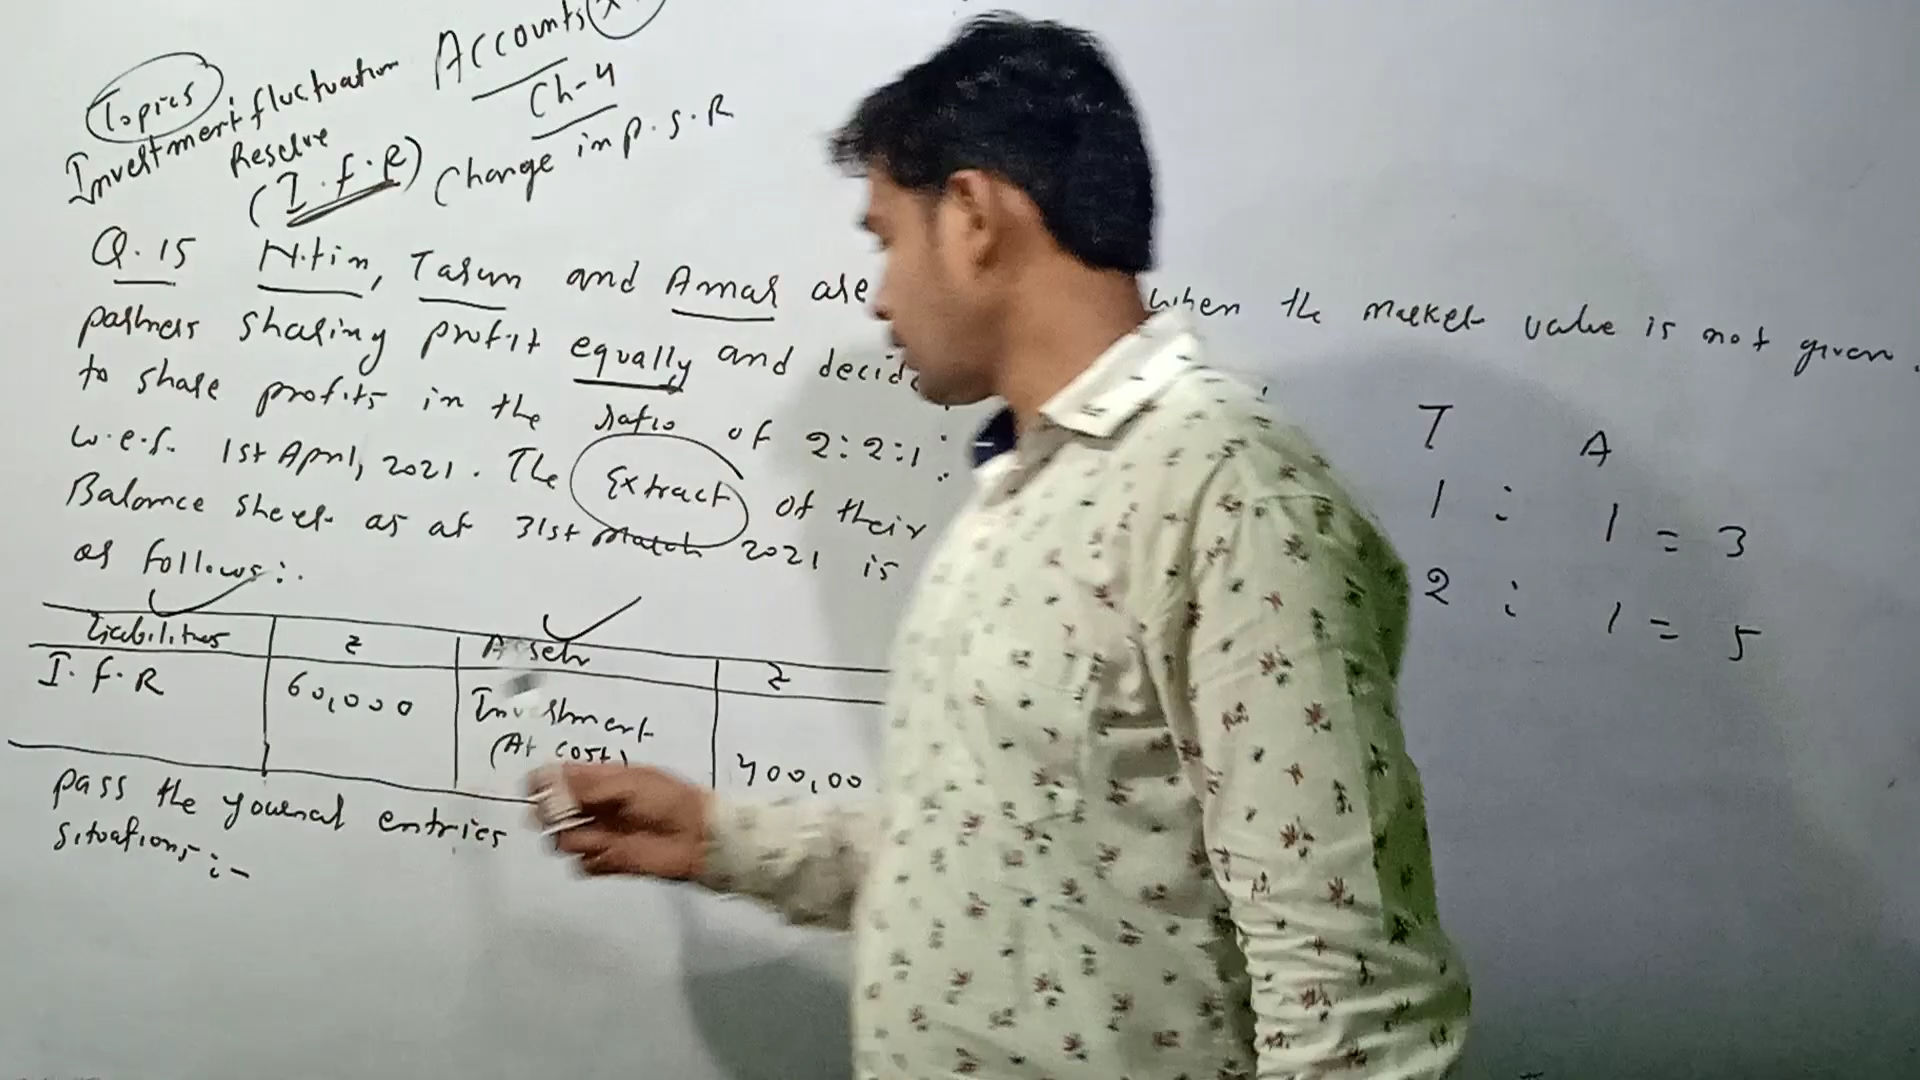 Topics
Accounts
Investment fluctuation
Reserve
Ch-4
(I.F.R)
Change in P.S.R
Q.15 Nitin, Tarun and Amar are
partners sharing profit equally and decide
to share profits in the ratio of 2:2:1
w.e.f. 1st April, 2021. The Extract of their
Balance sheet as at 31st March 2021 is
as follows:.
Liabilities ₹ Assets ₹
I.F.R 60,000 Investment
(At cost) 400,00
Pass the journal entries
situations:-
When the market value is not given.
T A
1 : 1 = 3
2 : 1 = 5